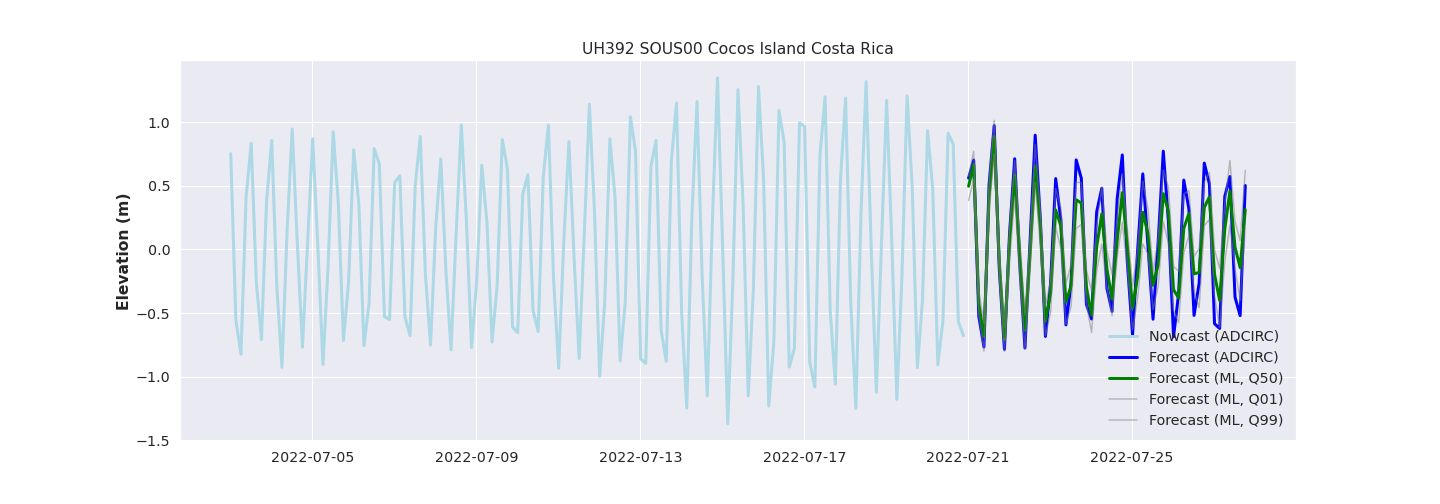 UH392 SOUS00 Cocos Island Costa Rica
Elevation (m)
1.0
0.5
0.0
−0.5
−1.0
−1.5
2022-07-05
2022-07-09
2022-07-13
2022-07-17
2022-07-21
2022-07-25
Nowcast (ADCIRC)
Forecast (ADCIRC)
Forecast (ML, Q50)
Forecast (ML, Q01)
Forecast (ML, Q99)